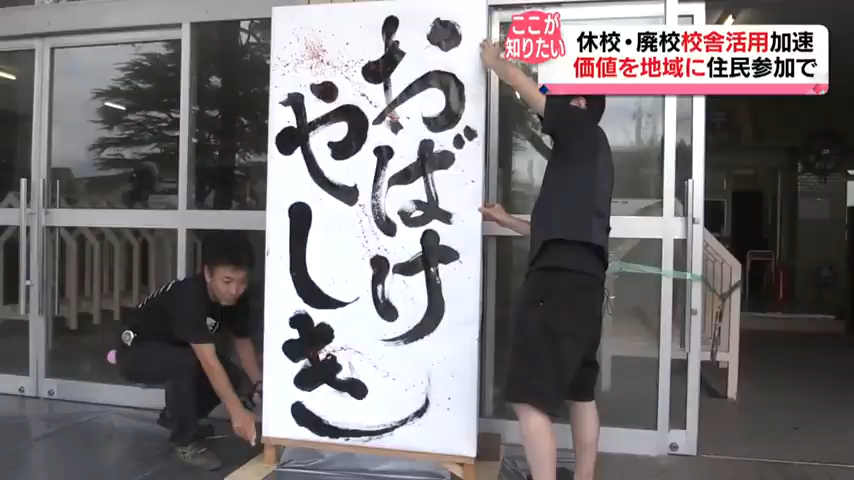 ここが
知りたい
休校・廃校校舎活用加速
価値を地域に住民参加で
おばけ
やしき